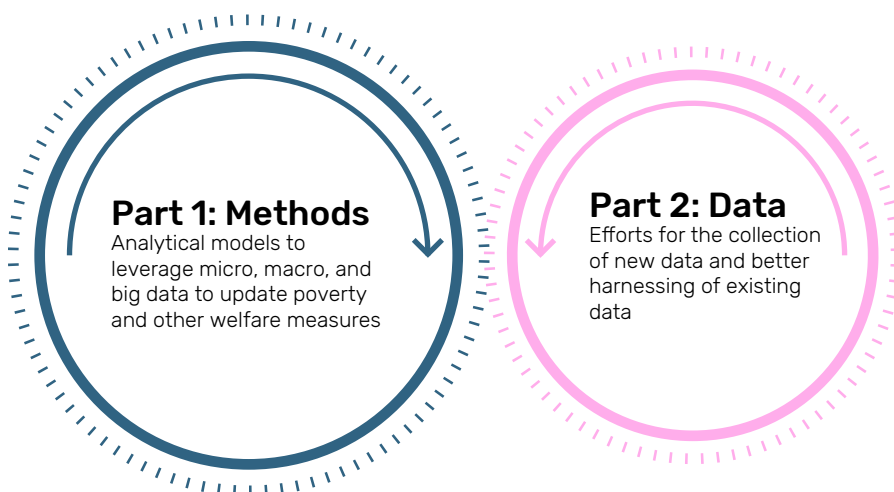 Part 1: Methods
Analytical models to
leverage micro, macro, and
big data to update poverty
and other welfare measures
Part 2: Data
Efforts for the collection
of new data and better
harnessing of existing
data